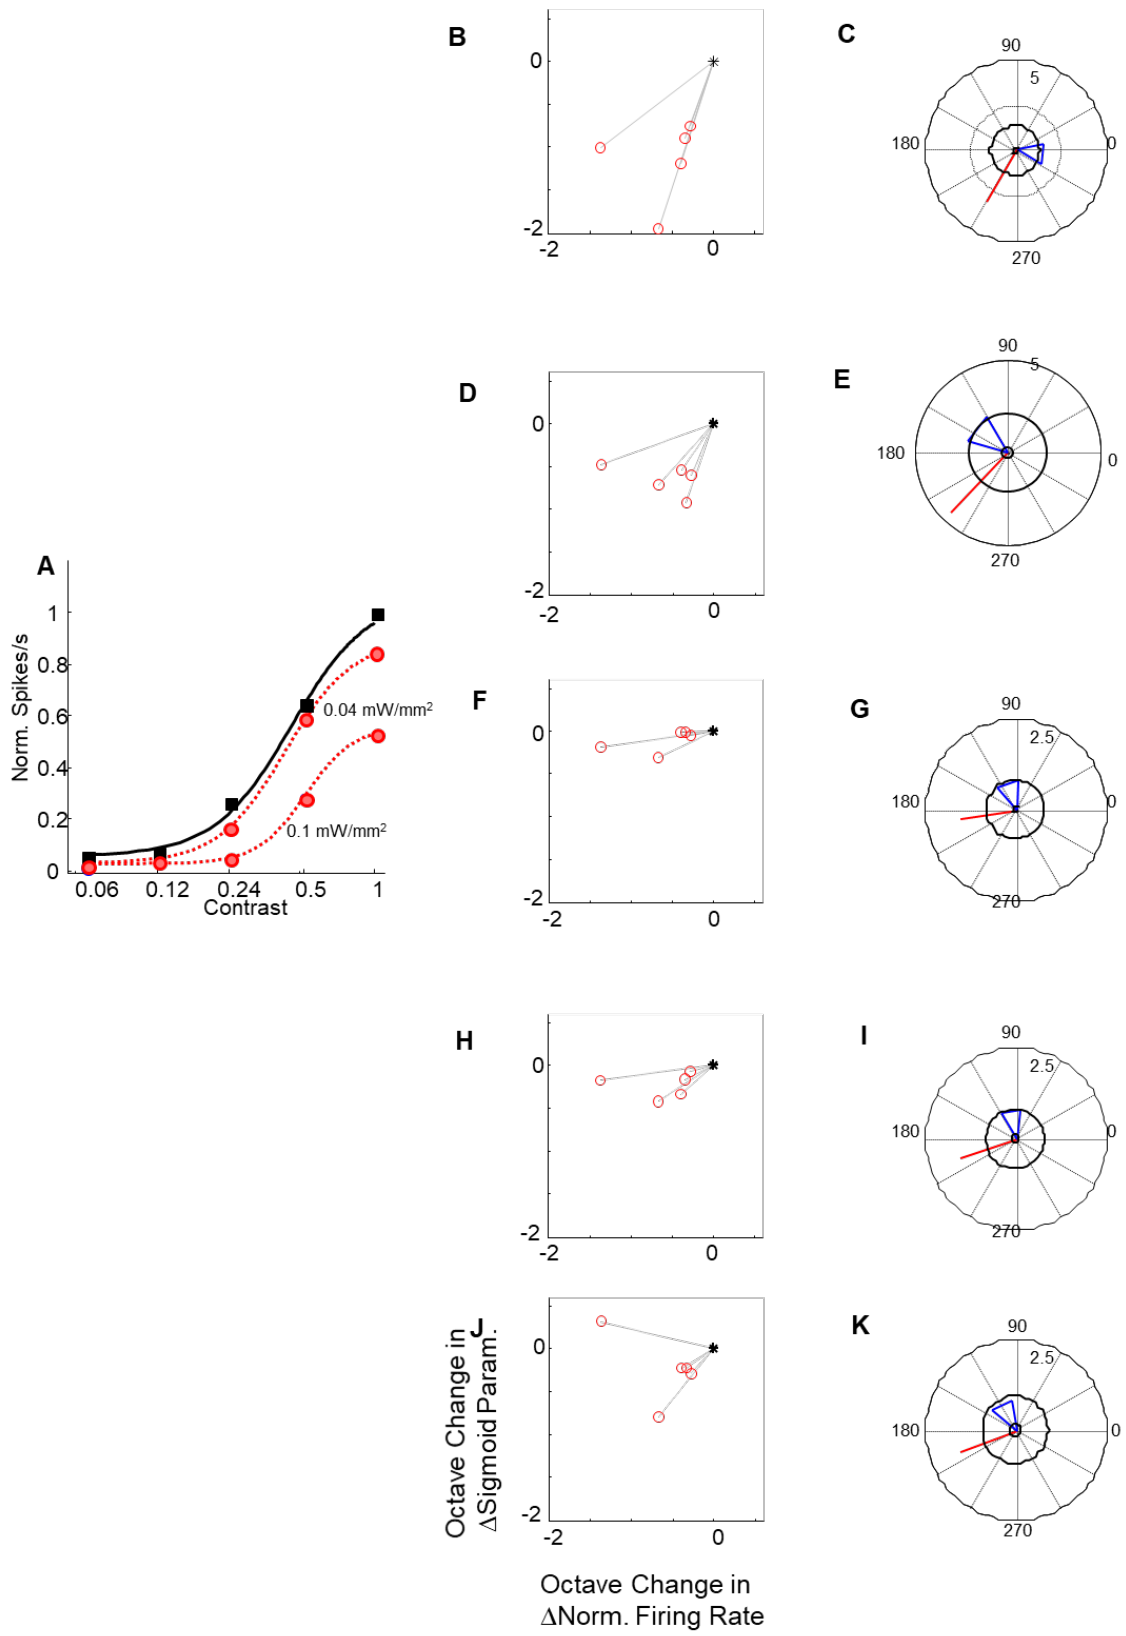 B
0
-2
-2
0
C
90
5
180
0
270
D
0
-2
-2
0
E
90
5
180
0
270
A
Norm. Spikes/s
1
0.8
0.6
0.4
0.2
0
0.04 mW/mm²
0.1 mW/mm²
0.06
0.12
0.24
0.5
1
Contrast
F
0
-2
-2
0
G
90
2.5
180
0
270
H
0
-2
-2
0
I
90
2.5
180
0
270
J
Octave Change in
ΔSigmoid Param.
0
-2
-2
0
K
90
2.5
180
0
270
Octave Change in
ΔNorm. Firing Rate